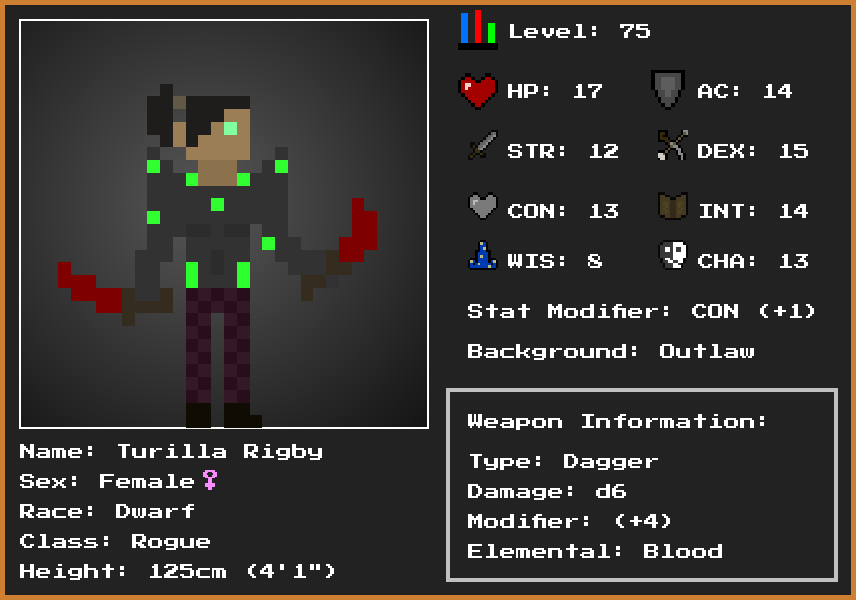 Level: 75
HP: 17
AC: 14
STR: 12
DEX: 15
CON: 13
INT: 14
WIS: 8
CHA: 13
Stat Modifier: CON (+1)
Background: Outlaw
Weapon Information:
Type: Dagger
Damage: d6
Modifier: (+4)
Elemental: Blood
Name: Turilla Rigby
Sex: Female♀
Race: Dwarf
Class: Rogue
Height: 125cm (4'1")